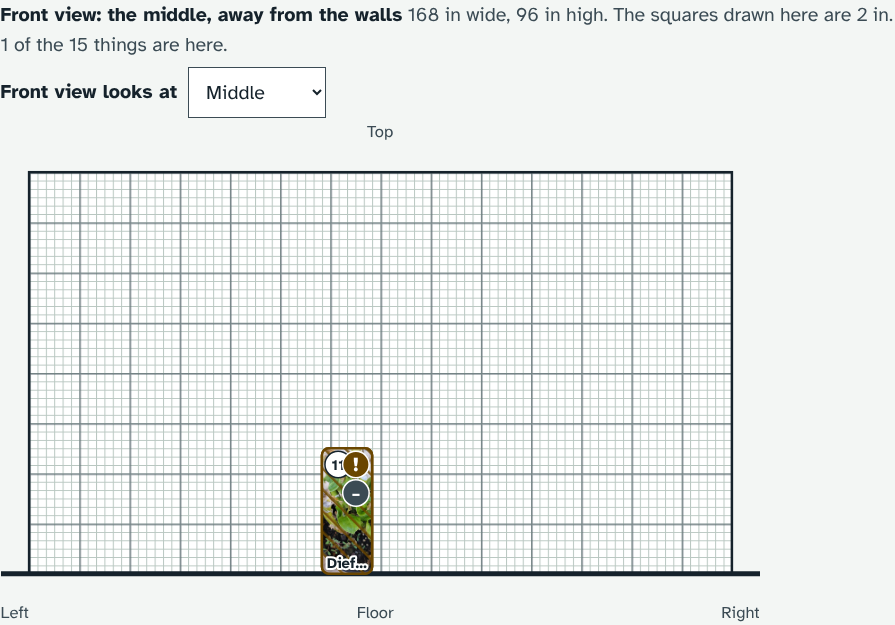 Front view: the middle, away from the walls 168 in wide, 96 in high. The squares drawn here are 2 in.
1 of the 15 things are here.
Front view looks at Middle
Top
11 !
–
Dief...
Left Floor Right